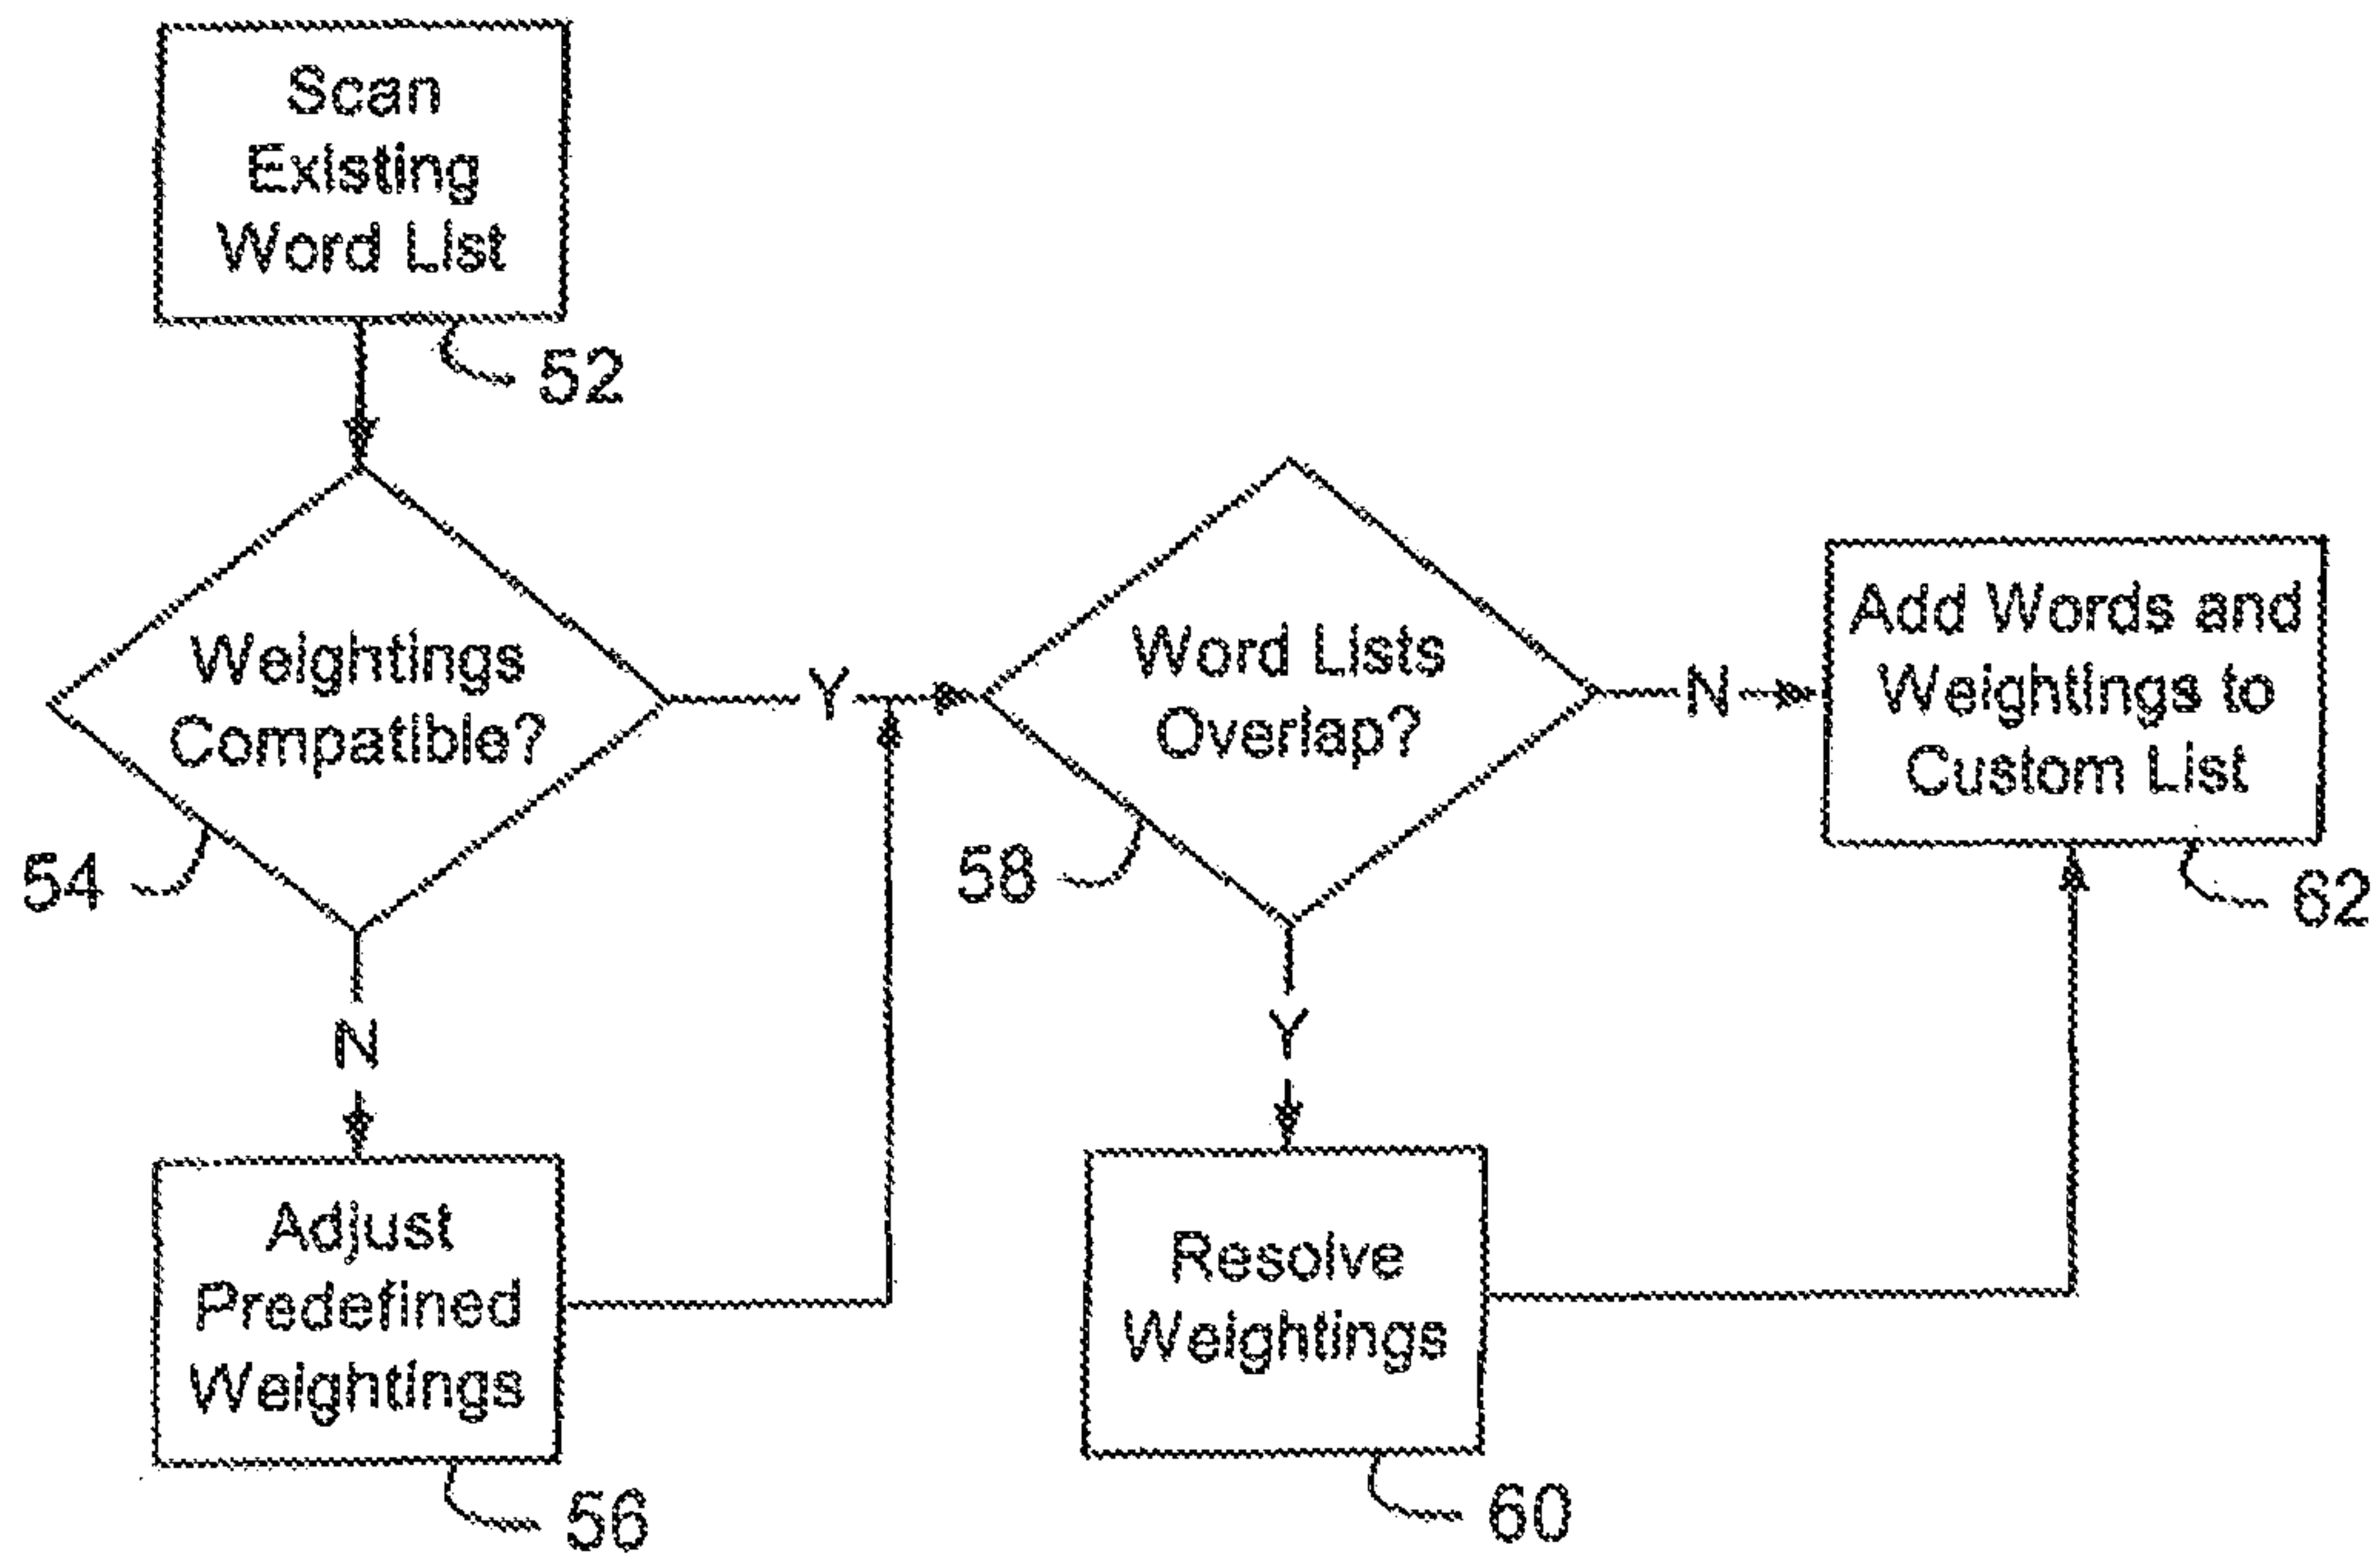 Scan
Existing
Word List
52
Weightings
Compatible?
54
Y
N
Adjust
Predefined
Weightings
56
Word Lists
Overlap?
58
N
Y
Resolve
Weightings
60
Add Words and
Weightings to
Custom List
62